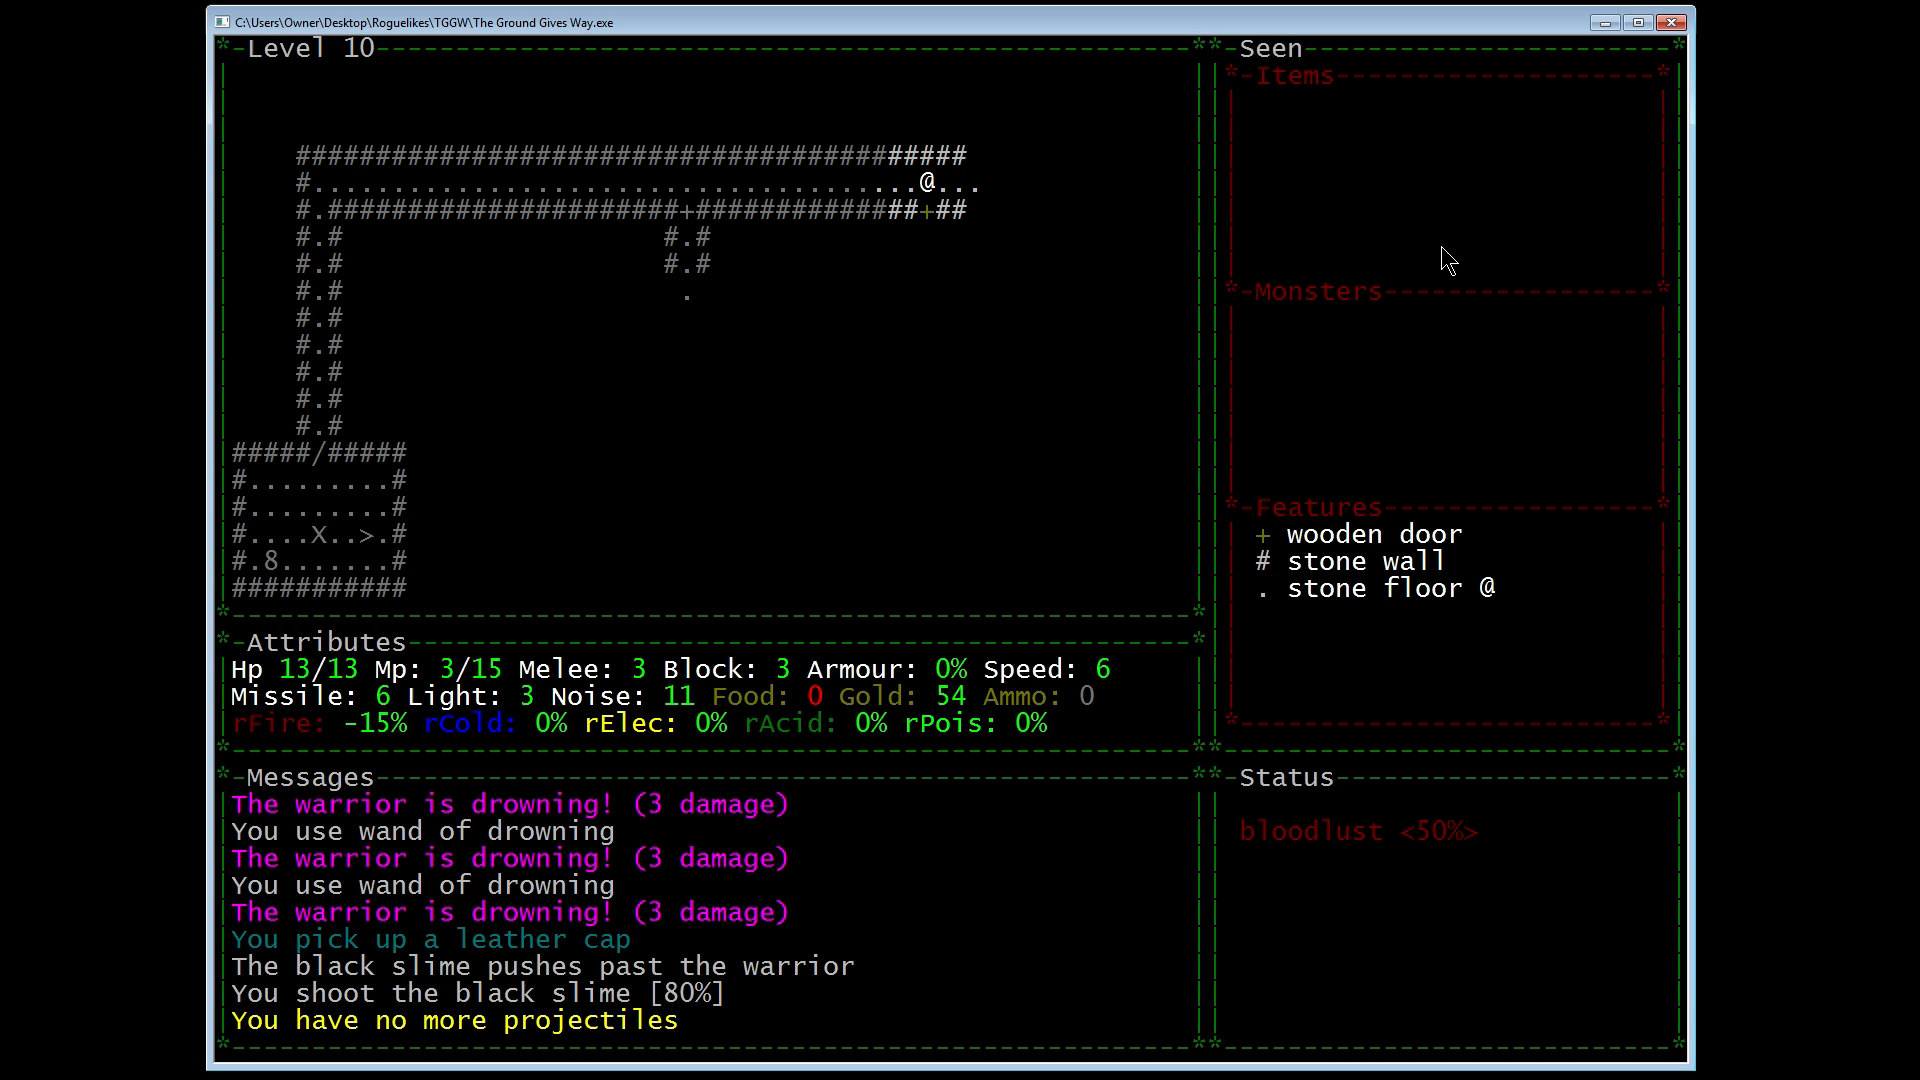 C:\Users\Owner\Desktop\Roguelikes\TGGW\The Ground Gives Way.exe
Level 10
##########################################
#......................................@...
#.######################+##############+##
#.# #.#
#.# #.#
#.# .
#.#
#.#
#.#
#.#
#.#
#####/#####
#.........#
#.........#
#....X..>.#
#.8.......#
###########
Attributes
Hp 13/13 Mp: 3/15 Melee: 3 Block: 3 Armour: 0% Speed: 6
Missile: 6 Light: 3 Noise: 11 Food: 0 Gold: 54 Ammo: 0
rFire: -15% rCold: 0% rElec: 0% rAcid: 0% rPois: 0%
Messages
The warrior is drowning! (3 damage)
You use wand of drowning
The warrior is drowning! (3 damage)
You use wand of drowning
The warrior is drowning! (3 damage)
You pick up a leather cap
The black slime pushes past the warrior
You shoot the black slime [80%]
You have no more projectiles
Seen
Items
Monsters
Features
+ wooden door
# stone wall
. stone floor @
Status
bloodlust <50%>